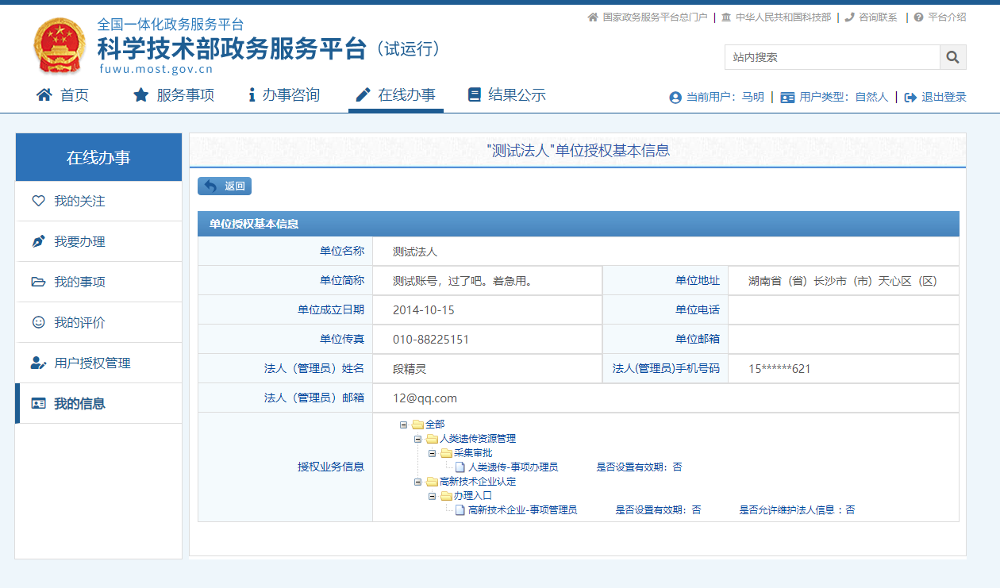 国家政务服务平台总门户 | 中华人民共和国科技部 | 咨询联系 | 平台介绍
全国一体化政务服务平台
科学技术部政务服务平台（试运行）
fuwu.most.gov.cn
站内搜索
首页 服务事项 办事咨询 在线办事 结果公示
当前用户：马明 | 用户类型：自然人 | 退出登录
在线办事
我的关注
我要办理
我的事项
我的评价
用户授权管理
我的信息
"测试法人"单位授权基本信息
返回
单位授权基本信息
单位名称 测试法人
单位简称 测试账号，过了吧。着急用。 单位地址 湖南省（省）长沙市（市）天心区（区）
单位成立日期 2014-10-15 单位电话
单位传真 010-88225151 单位邮箱
法人（管理员）姓名 段精灵 法人(管理员)手机号码 15******621
法人（管理员）邮箱 12@qq.com
授权业务信息
全部
人类遗传资源管理
采集审批
人类遗传-事项办理员 是否设置有效期：否
高新技术企业认定
办理入口
高新技术企业-事项管理员 是否设置有效期：否 是否允许维护法人信息 ：否